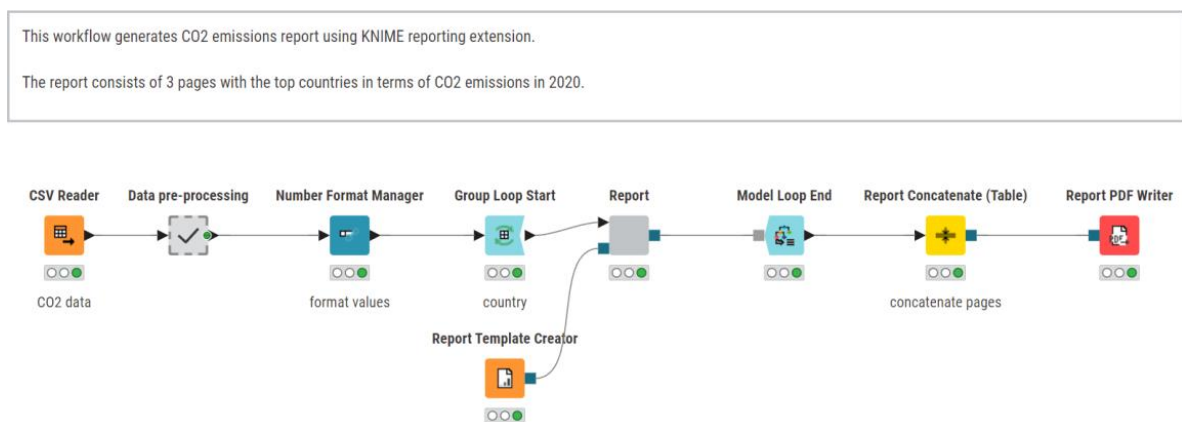 This workflow generates CO2 emissions report using KNIME reporting extension.
The report consists of 3 pages with the top countries in terms of CO2 emissions in 2020.
CSV Reader
Data pre-processing
Number Format Manager
Group Loop Start
Report
Model Loop End
Report Concatenate (Table)
Report PDF Writer
PDF
CO2 data
format values
country
concatenate pages
Report Template Creator